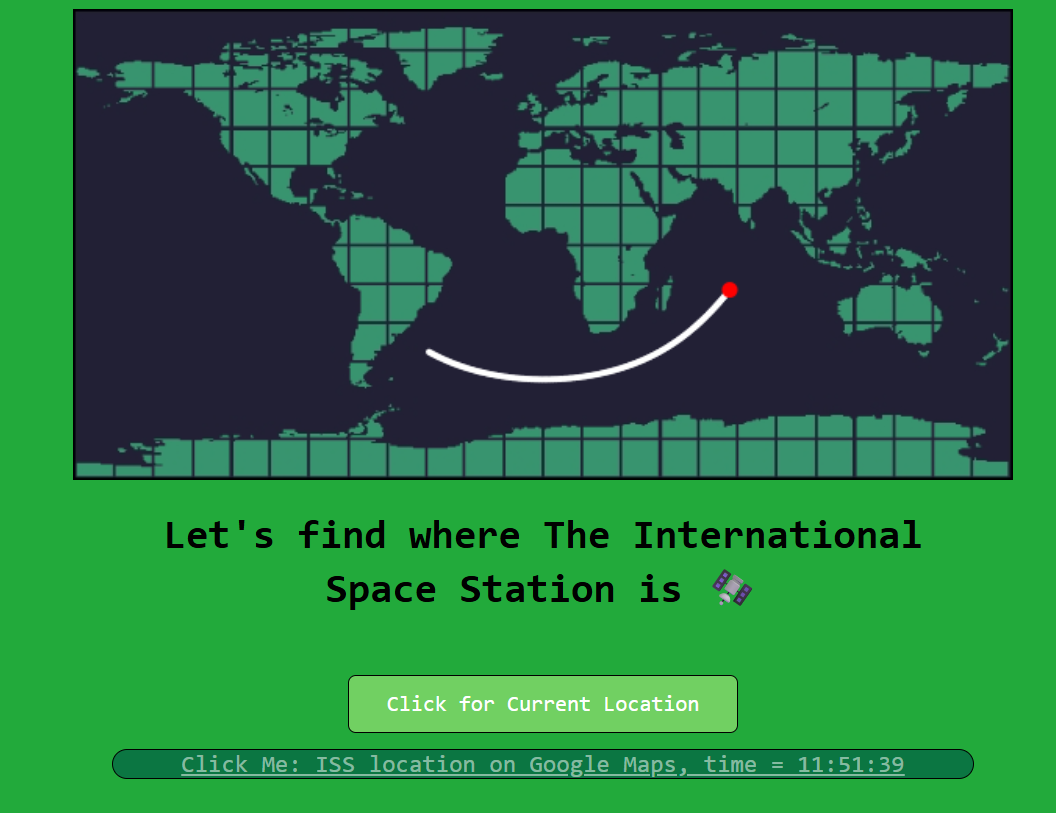 Let's find where The International
Space Station is 🛰️
Click for Current Location
Click Me: ISS location on Google Maps, time = 11:51:39